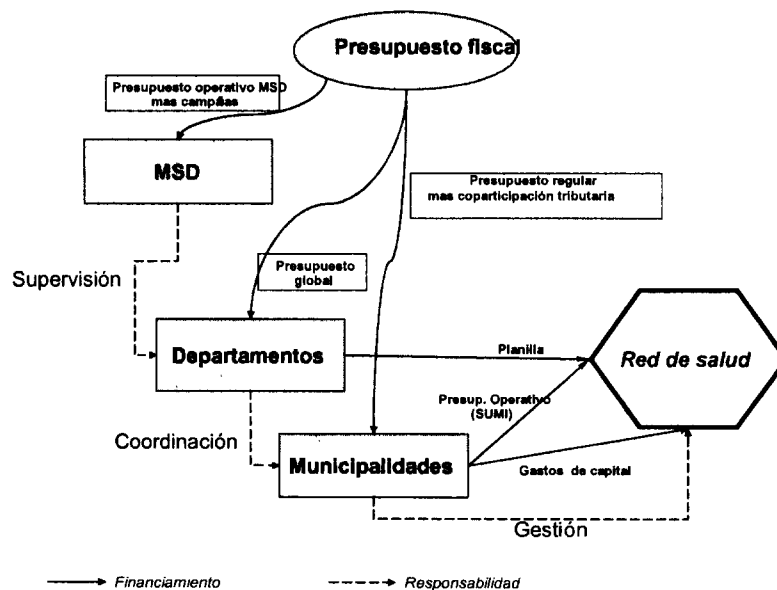 Presupuesto fiscal
Presupuesto operativo MSD
mas campañas
MSD
Presupuesto regular
mas coparticipación tributaria
Supervisión
Presupuesto
global
Departamentos
Planilla
Red de salud
Presup. Operativo
(SUMI)
Coordinación
Municipalidades
Gastos de capital
Gestión
Financiamiento
Responsabilidad